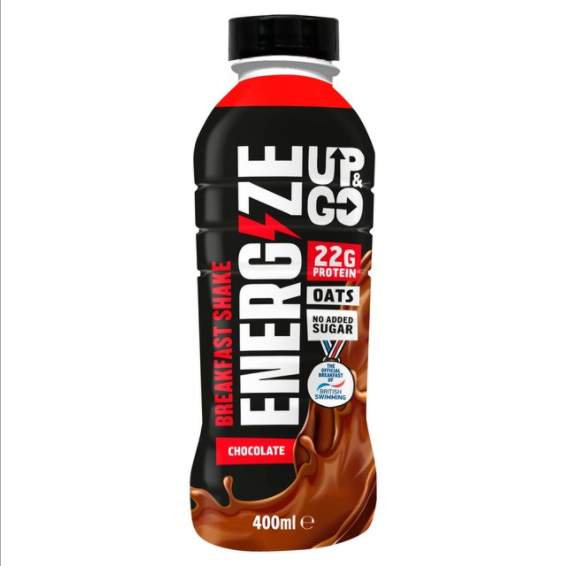 UP
&
GO
ENERGIZE
BREAKFAST SHAKE
22G
PROTEIN
OATS
NO ADDED
SUGAR
THE
OFFICIAL
BREAKFAST
OF
BRITISH
SWIMMING
CHOCOLATE
400ml ℮